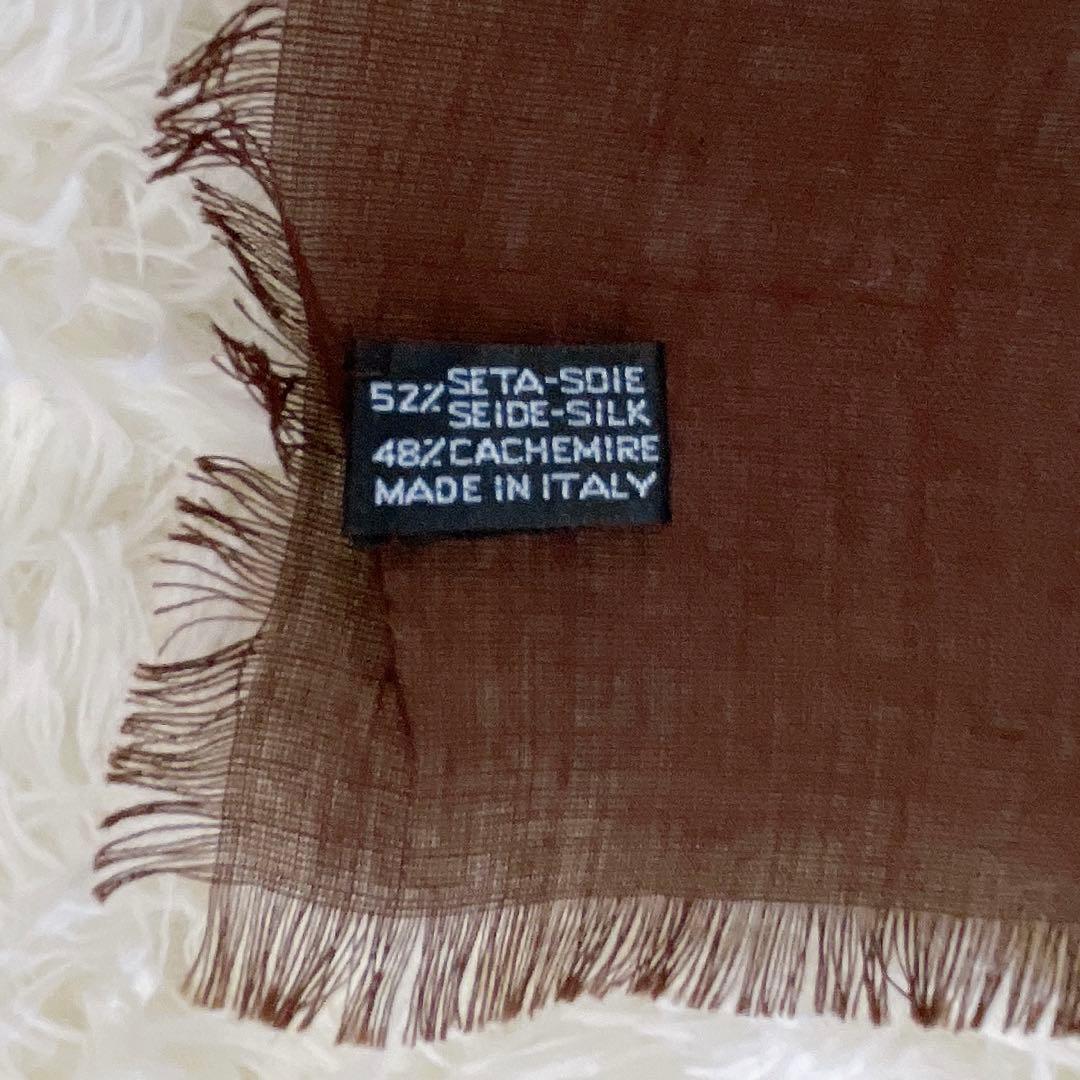 52% SETA-SOIE
SEIDE-SILK
48% CACHEMIRE
MADE IN ITALY